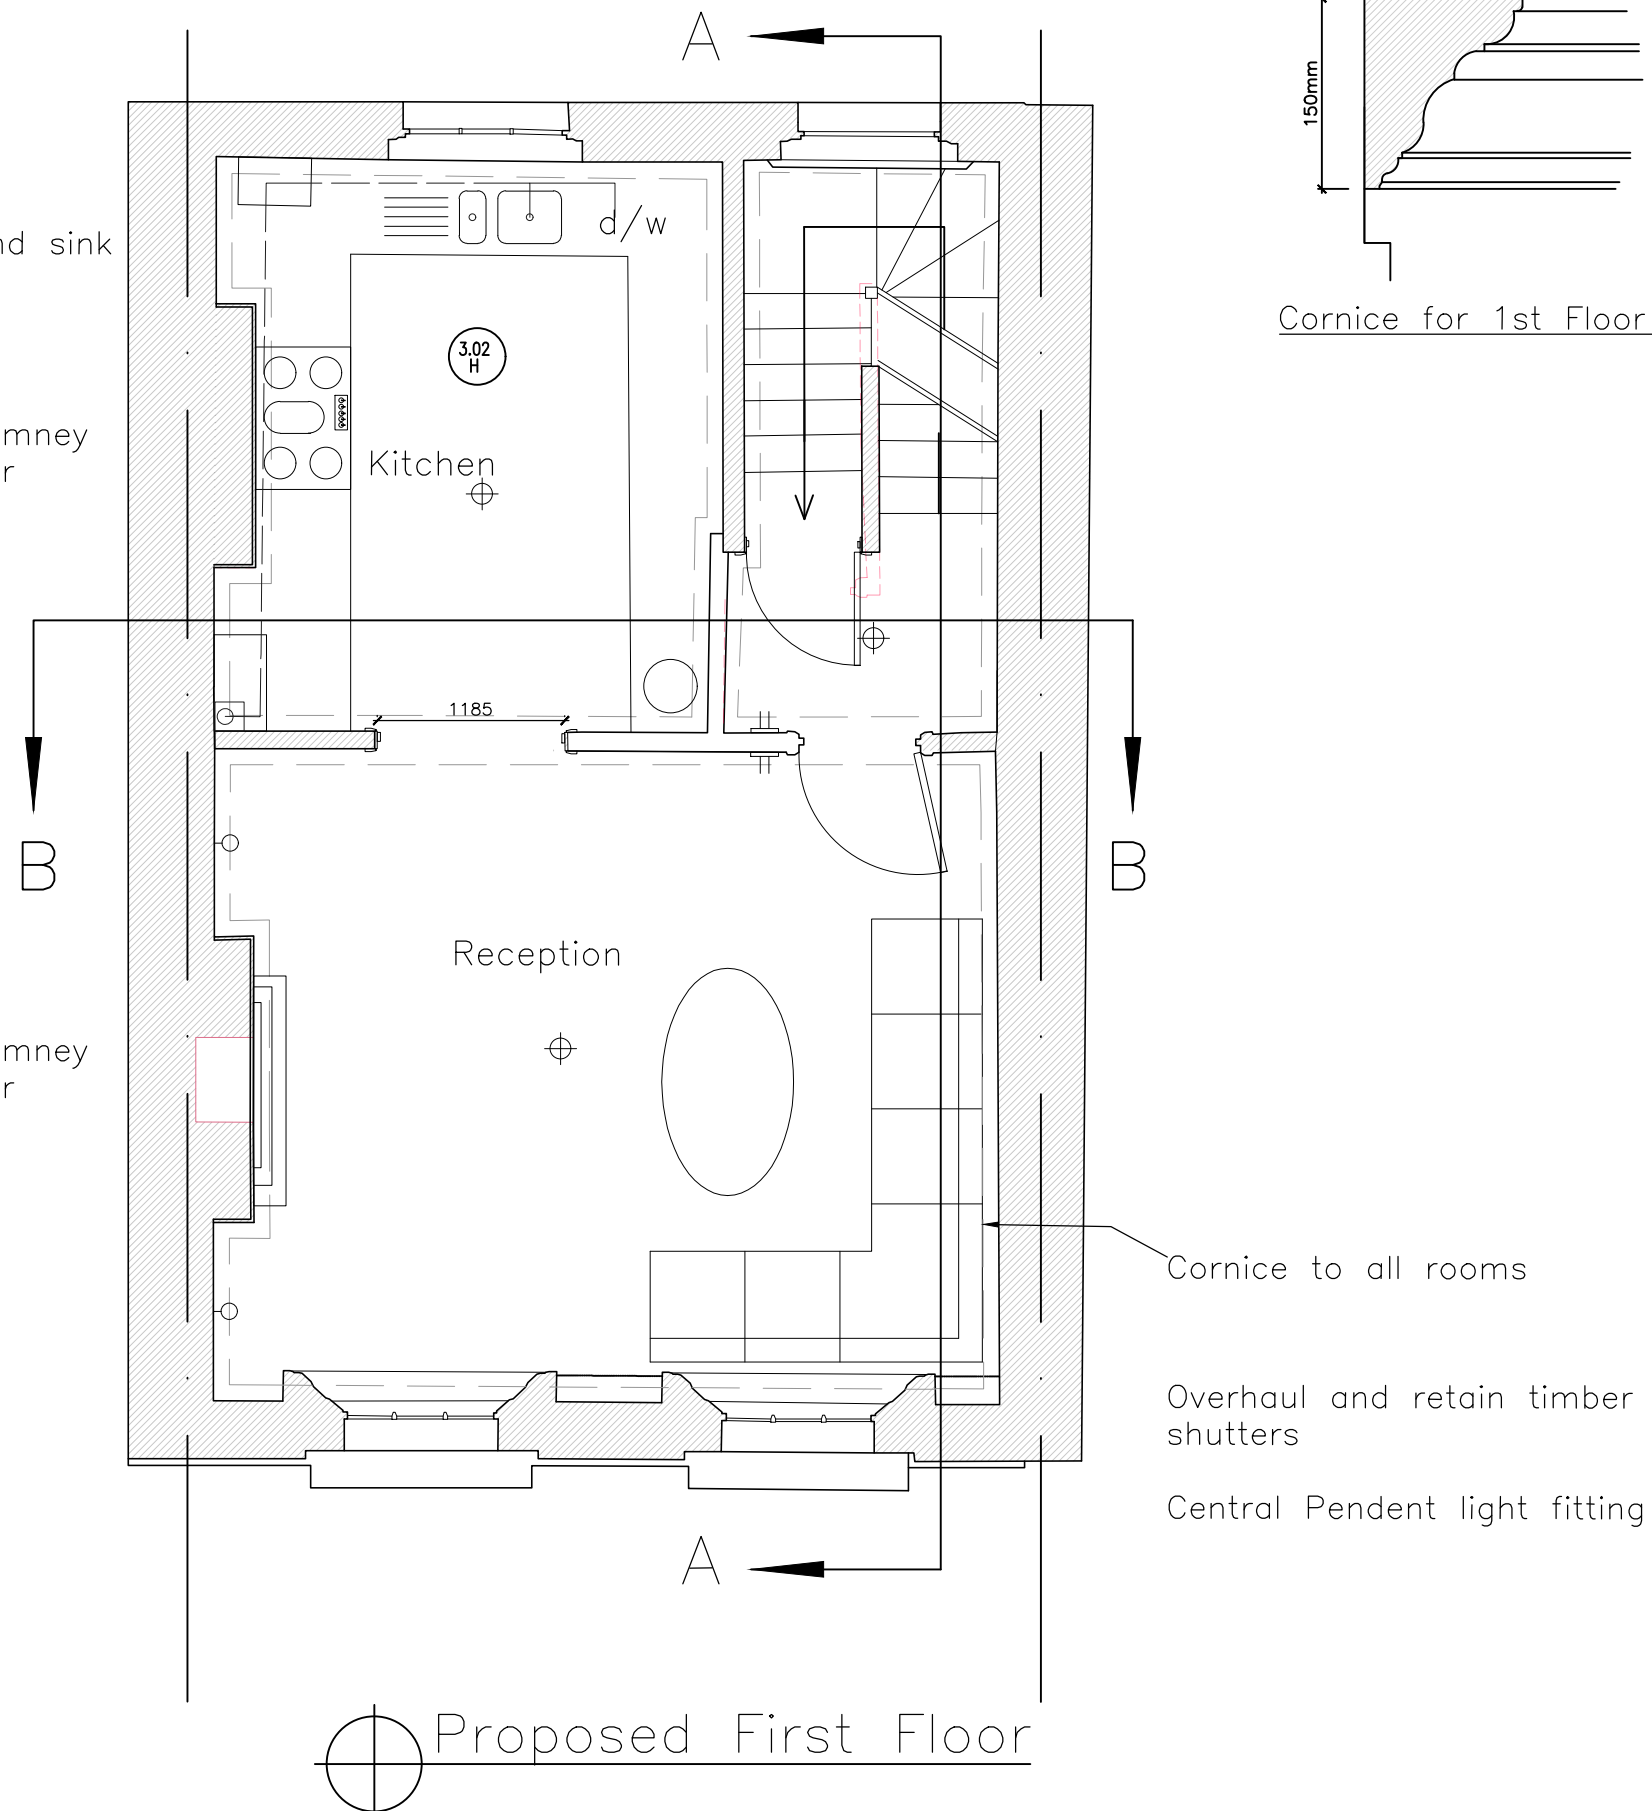 A
150mm
nd sink
d/w
Cornice for 1st Floor
3.02
H
mney
r
Kitchen
1185
B
B
Reception
mney
r
Cornice to all rooms
Overhaul and retain timber
shutters
Central Pendent light fitting
A
Proposed First Floor